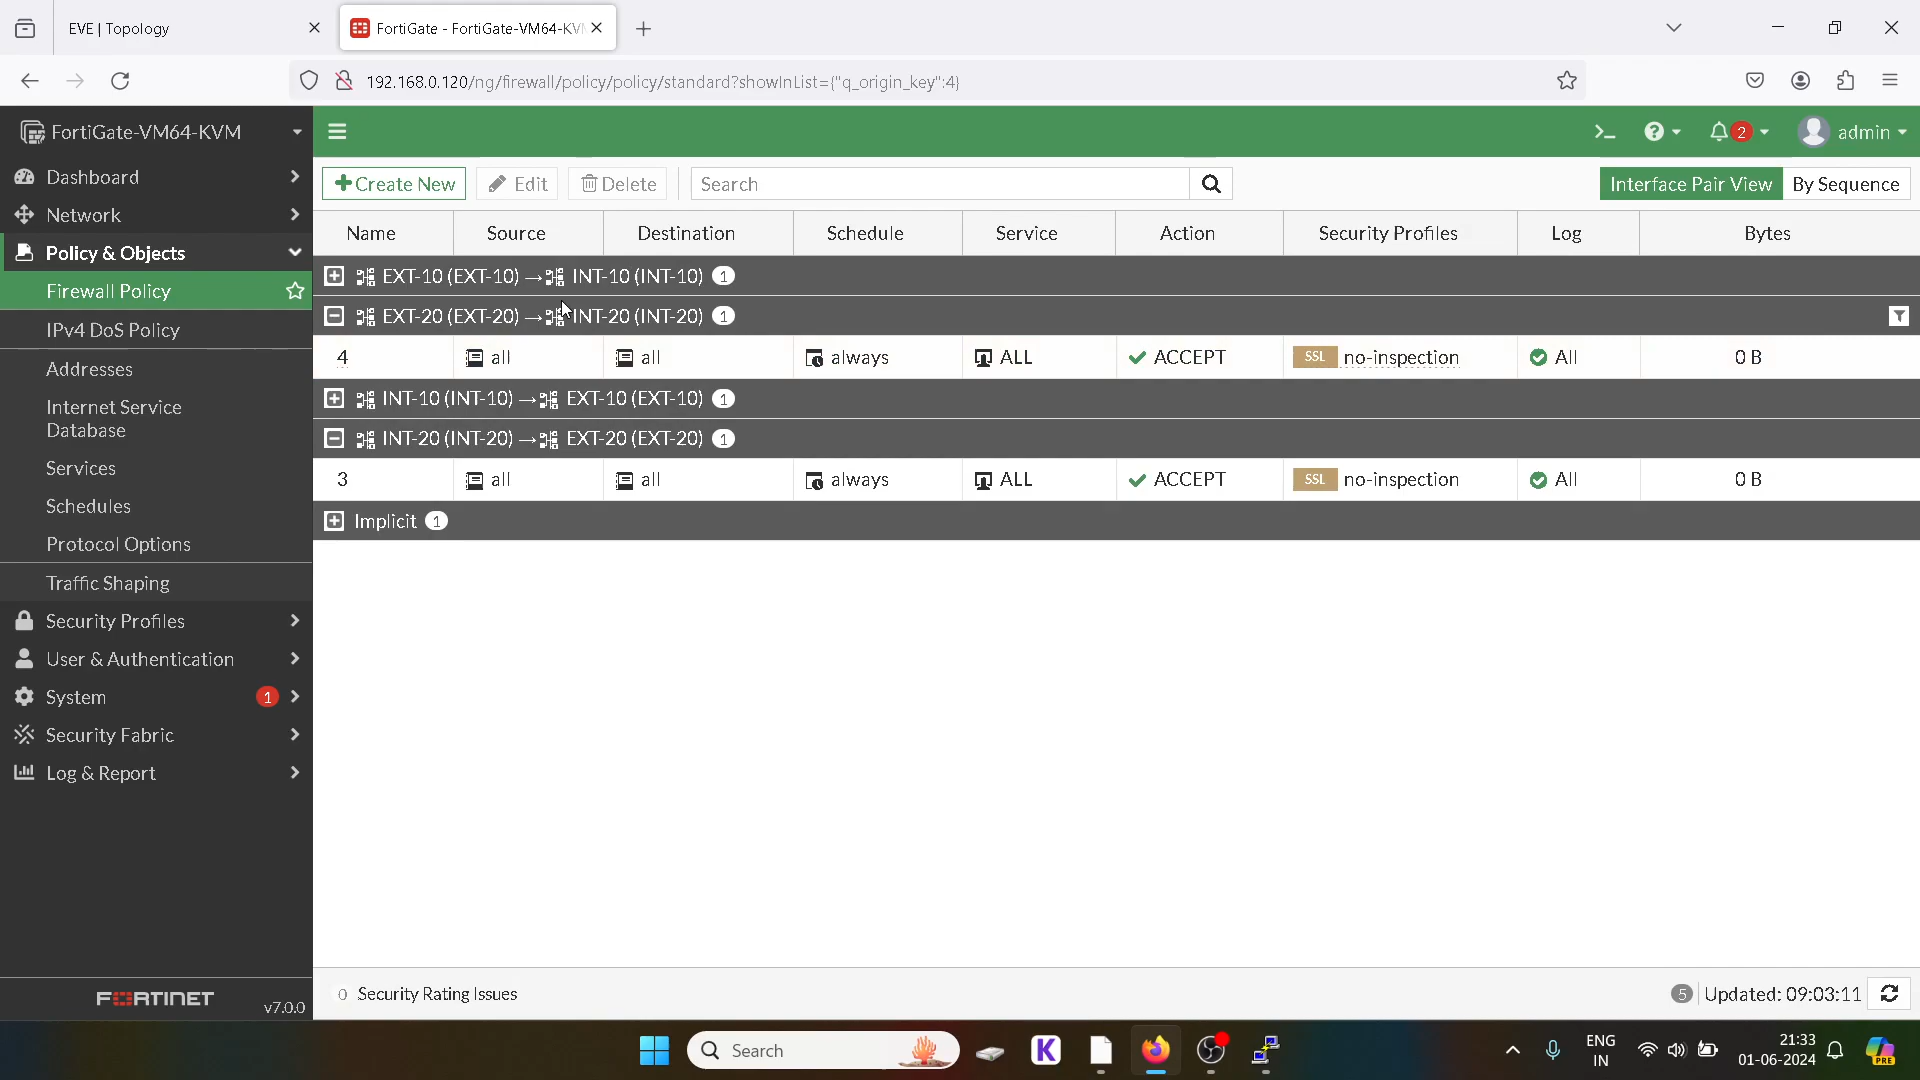 EVE | Topology
FortiGate - FortiGate-VM64-KV
192.168.0.120/ng/firewall/policy/policy/standard?showInList={"q_origin_key":4}
FortiGate-VM64-KVM
2
admin
Dashboard
Network
Policy & Objects
Firewall Policy
IPv4 DoS Policy
Addresses
Internet Service
Database
Services
Schedules
Protocol Options
Traffic Shaping
Security Profiles
User & Authentication
System 1
Security Fabric
Log & Report
FORTINET v7.0.0
Create New Edit Delete Search Interface Pair View By Sequence
Name Source Destination Schedule Service Action Security Profiles Log Bytes
EXT-10 (EXT-10) → INT-10 (INT-10) 1
EXT-20 (EXT-20) → INT-20 (INT-20) 1
4 all all always ALL ACCEPT SSL no-inspection All 0 B
INT-10 (INT-10) → EXT-10 (EXT-10) 1
INT-20 (INT-20) → EXT-20 (EXT-20) 1
3 all all always ALL ACCEPT SSL no-inspection All 0 B
Implicit 1
0 Security Rating Issues
5 Updated: 09:03:11
Search
K
ENG
IN
21:33
01-06-2024
PRE